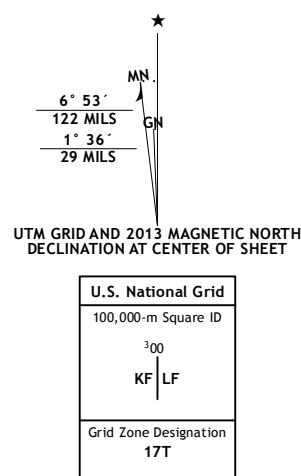 ★
MN
6° 53´
122 MILS
GN
1° 36´
29 MILS
UTM GRID AND 2013 MAGNETIC NORTH
DECLINATION AT CENTER OF SHEET
U.S. National Grid
100,000-m Square ID
³00
KF LF
Grid Zone Designation
17T